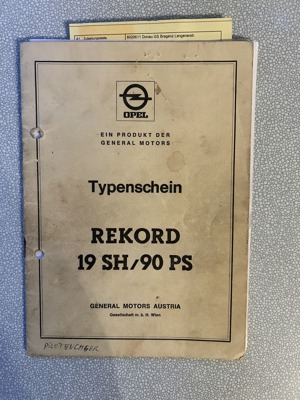 OPEL
EIN PRODUKT DER
GENERAL MOTORS
Typenschein
REKORD
19 SH/90 PS
GENERAL MOTORS AUSTRIA
Gesellschaft m. b. H. Wien